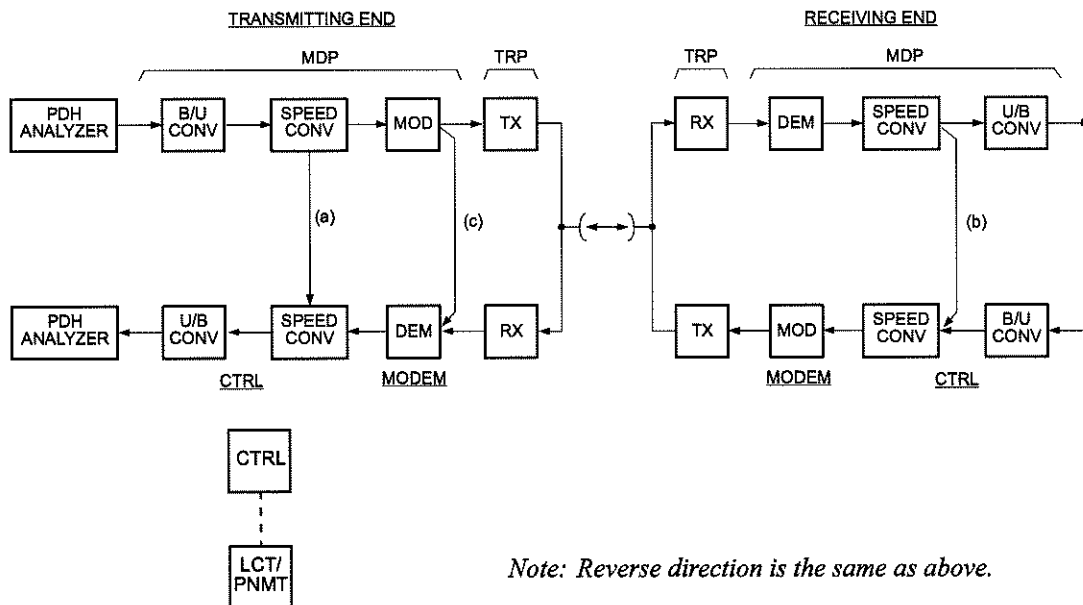 TRANSMITTING END
RECEIVING END
MDP
TRP
TRP
MDP
PDH
ANALYZER
B/U
CONV
SPEED
CONV
MOD
TX
RX
DEM
SPEED
CONV
U/B
CONV
(a)
(c)
(b)
PDH
ANALYZER
U/B
CONV
SPEED
CONV
DEM
RX
TX
MOD
SPEED
CONV
B/U
CONV
CTRL
MODEM
MODEM
CTRL
CTRL
LCT/
PNMT
Note: Reverse direction is the same as above.